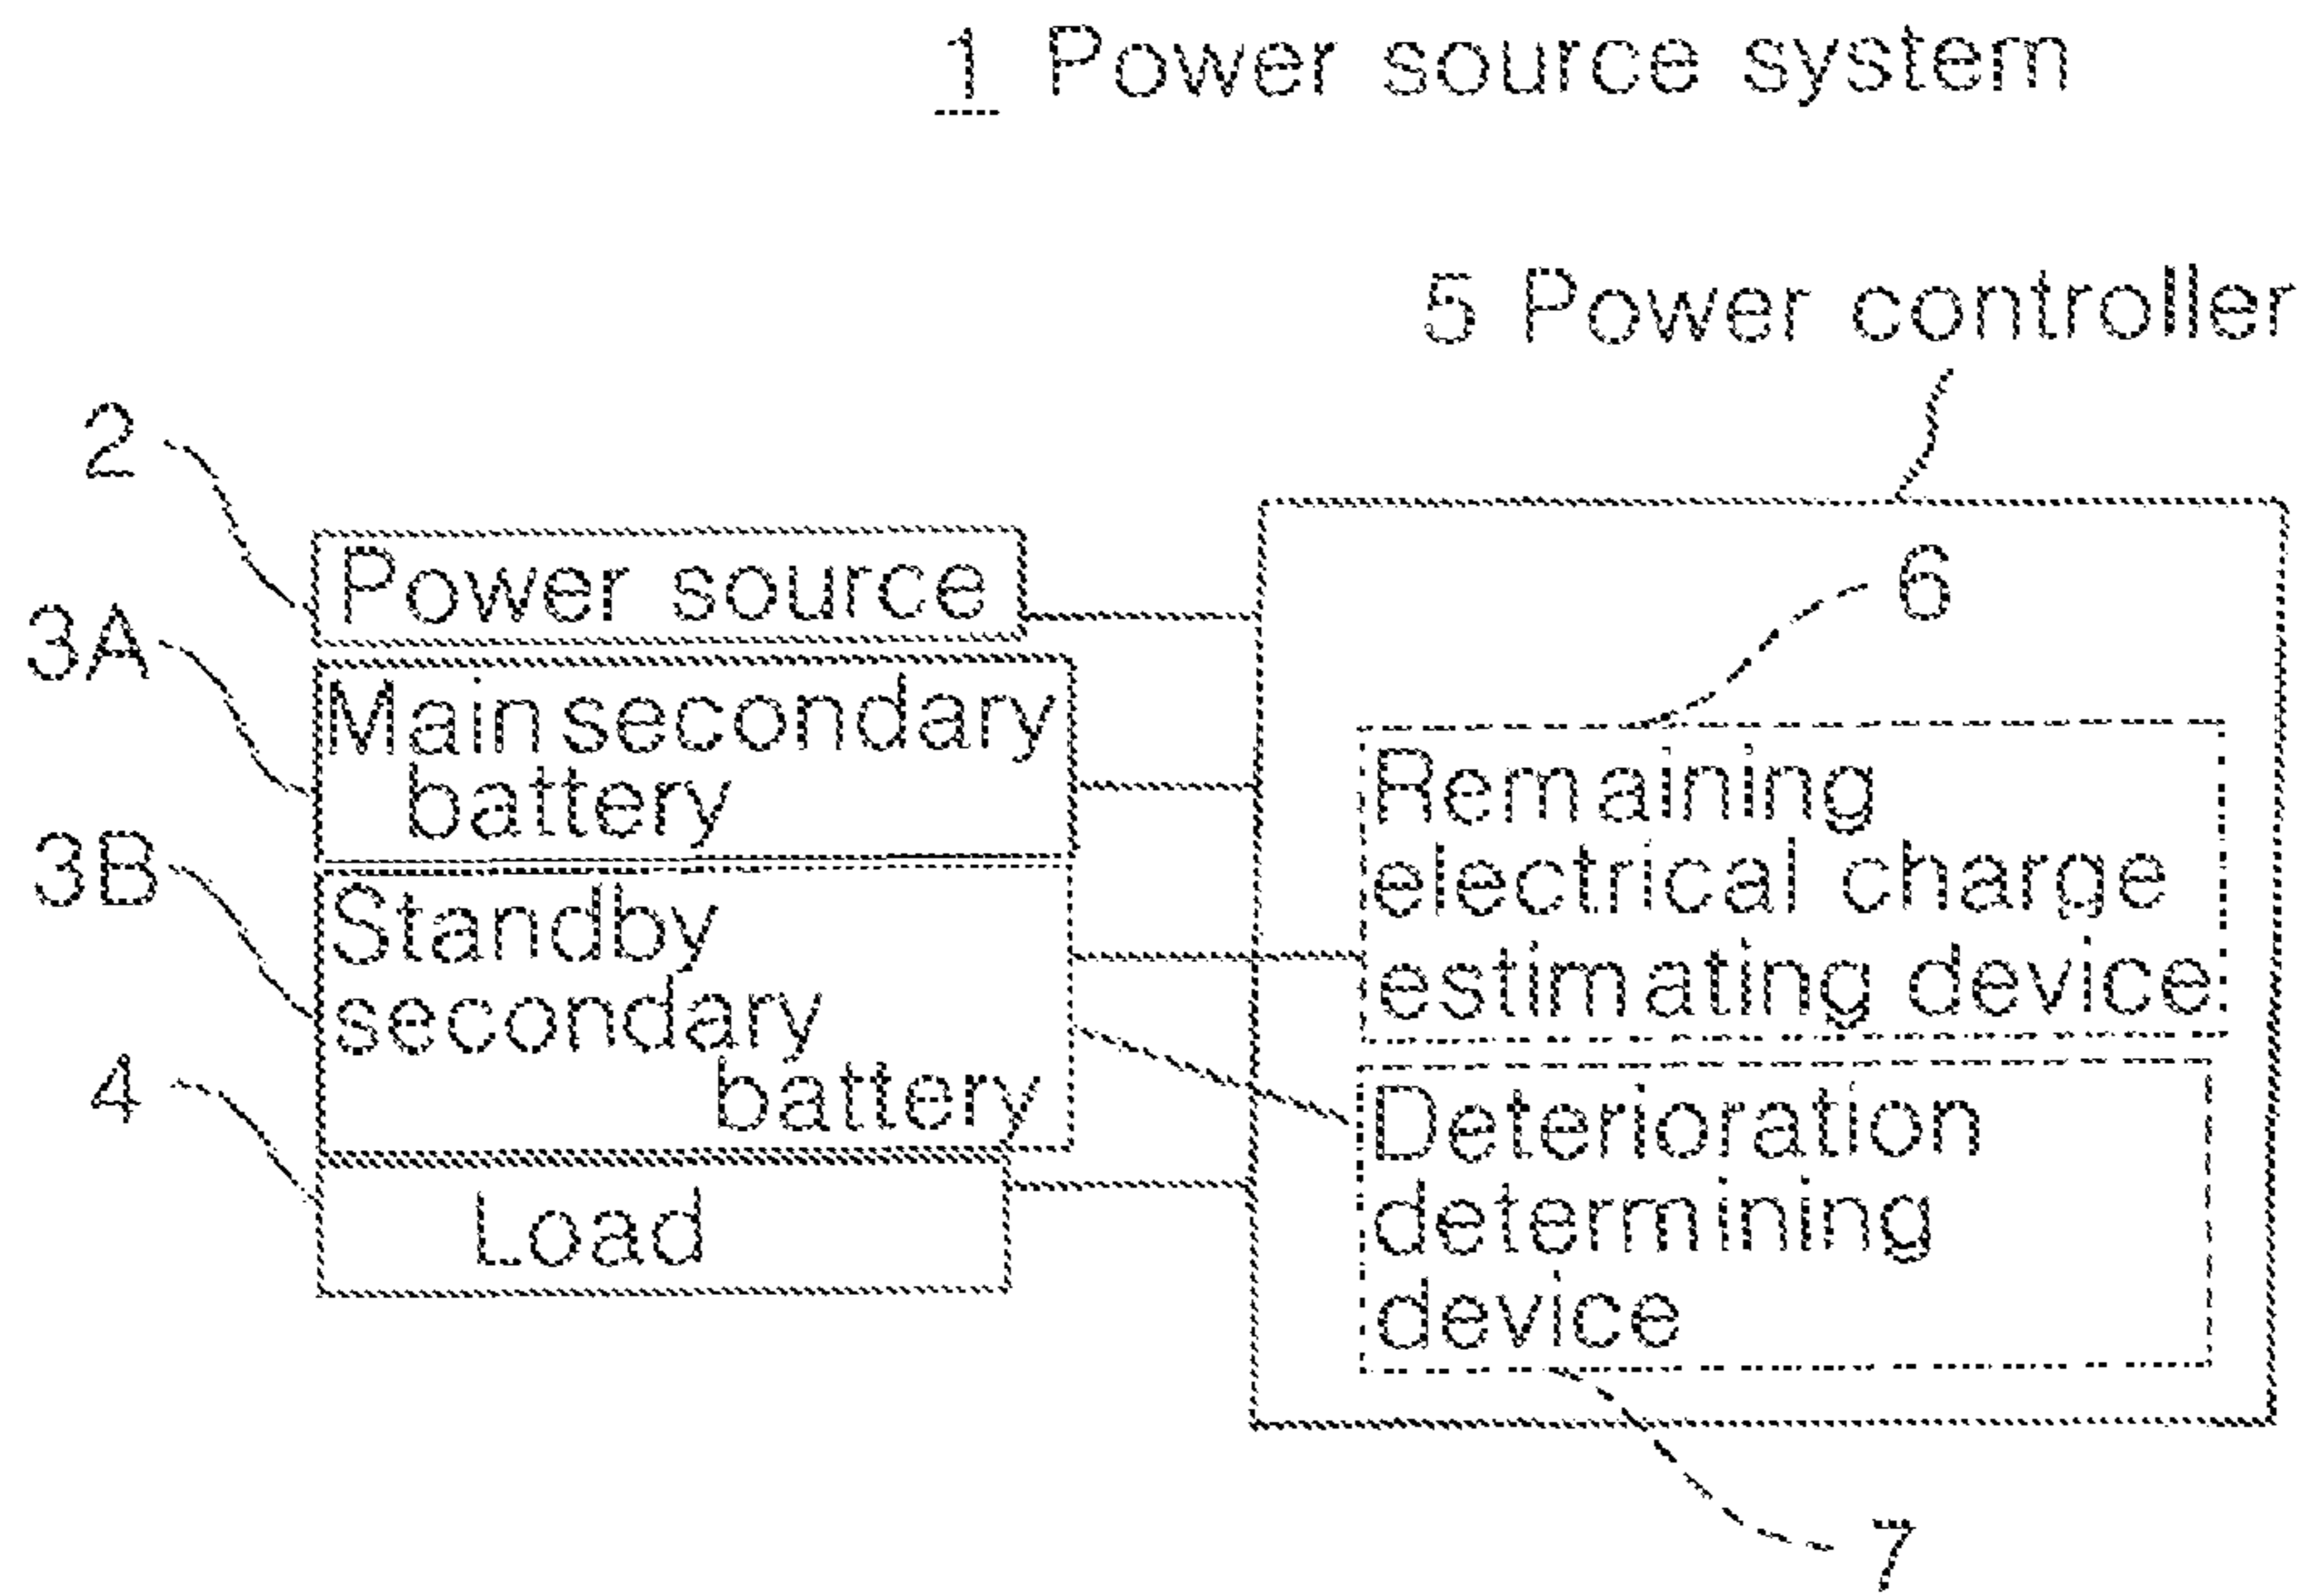 1 Power source system
5 Power controller
2
Power source
6
3A
Main secondary
battery
Remaining
electrical charge
estimating device
3B
Standby
secondary
battery
4
Deterioration
determining
device
Load
7